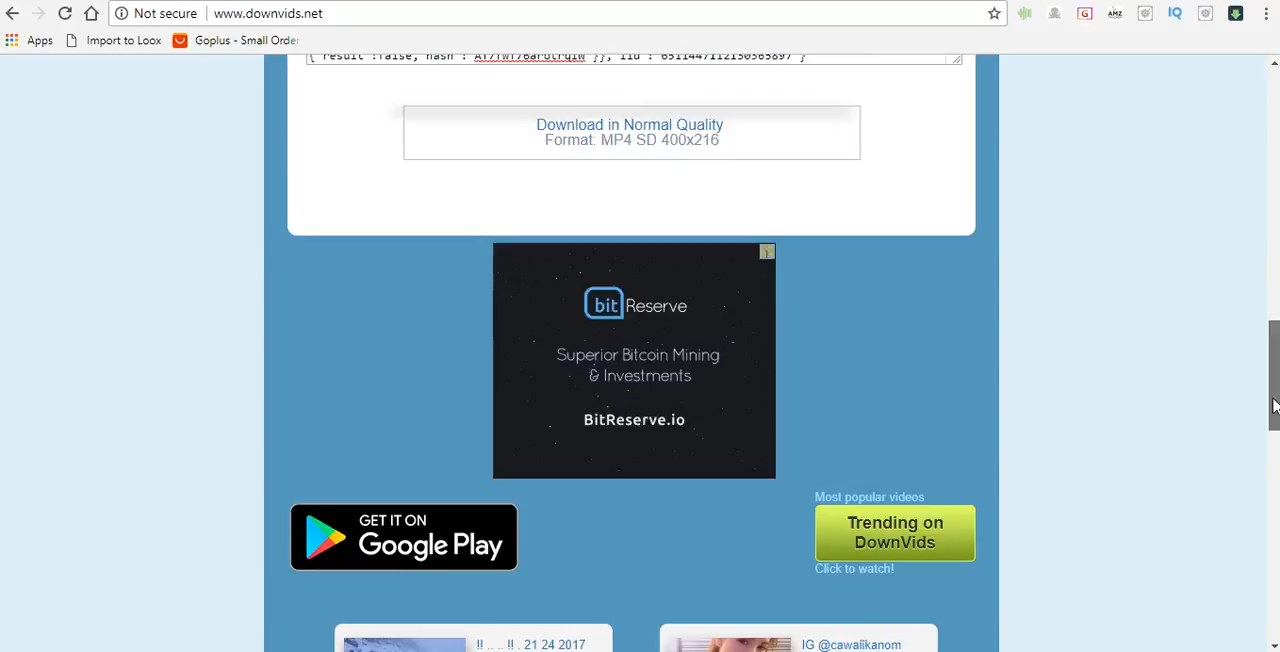 Not secure | www.downvids.net
Apps Import to Loox Goplus - Small Order
Download in Normal Quality
Format: MP4 SD 400x216
bit Reserve
Superior Bitcoin Mining
& Investments
BitReserve.io
GET IT ON
Google Play
Most popular videos
Trending on
DownVids
Click to watch!
!! .. .. !! . 21 24 2017
IG @cawaiikanom